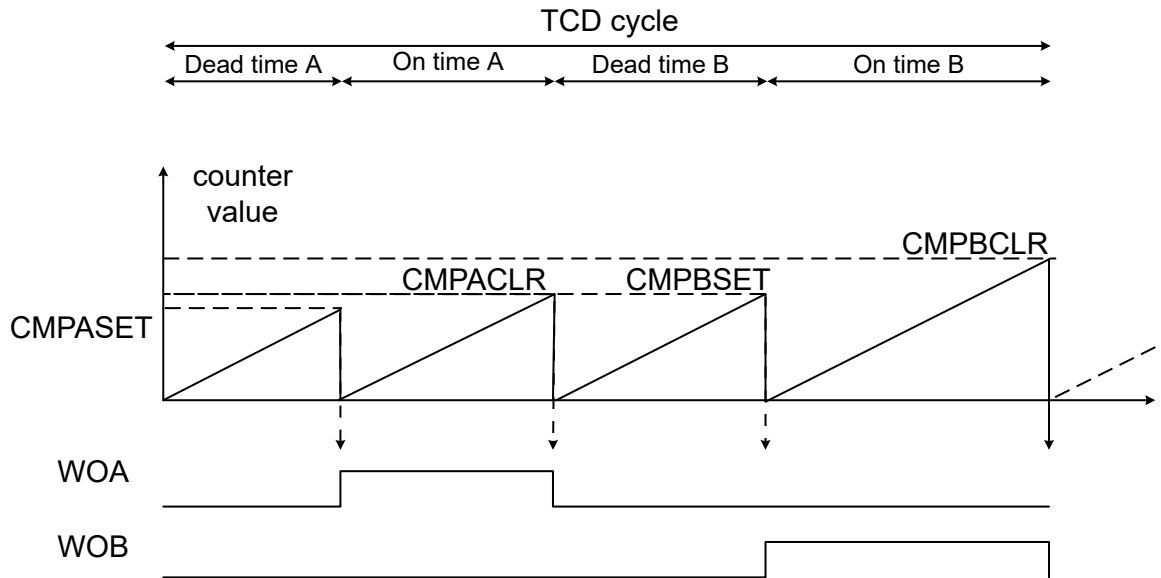 TCD cycle
Dead time A
On time A
Dead time B
On time B
counter
value
CMPBCLR
CMPACLR
CMPBSET
CMPASET
WOA
WOB